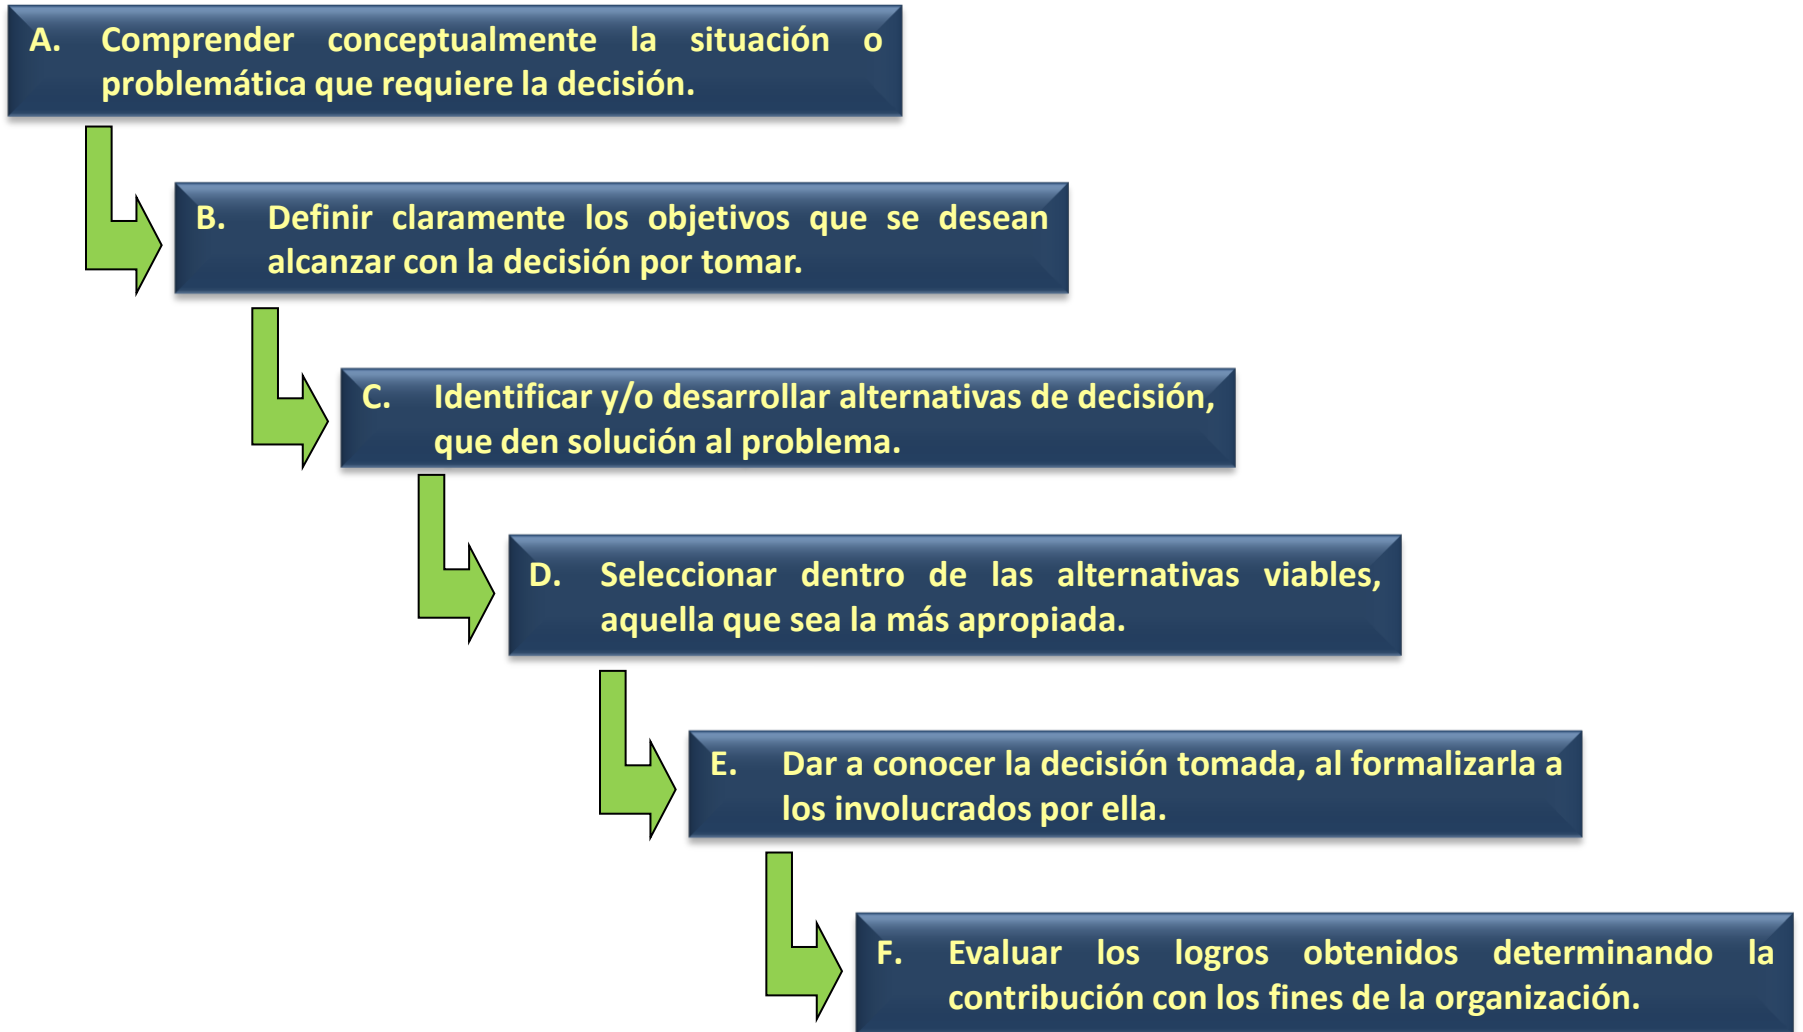 A. Comprender conceptualmente la situación o
problemática que requiere la decisión.
B. Definir claramente los objetivos que se desean
alcanzar con la decisión por tomar.
C. Identificar y/o desarrollar alternativas de decisión,
que den solución al problema.
D. Seleccionar dentro de las alternativas viables,
aquella que sea la más apropiada.
E. Dar a conocer la decisión tomada, al formalizarla a
los involucrados por ella.
F. Evaluar los logros obtenidos determinando la
contribución con los fines de la organización.